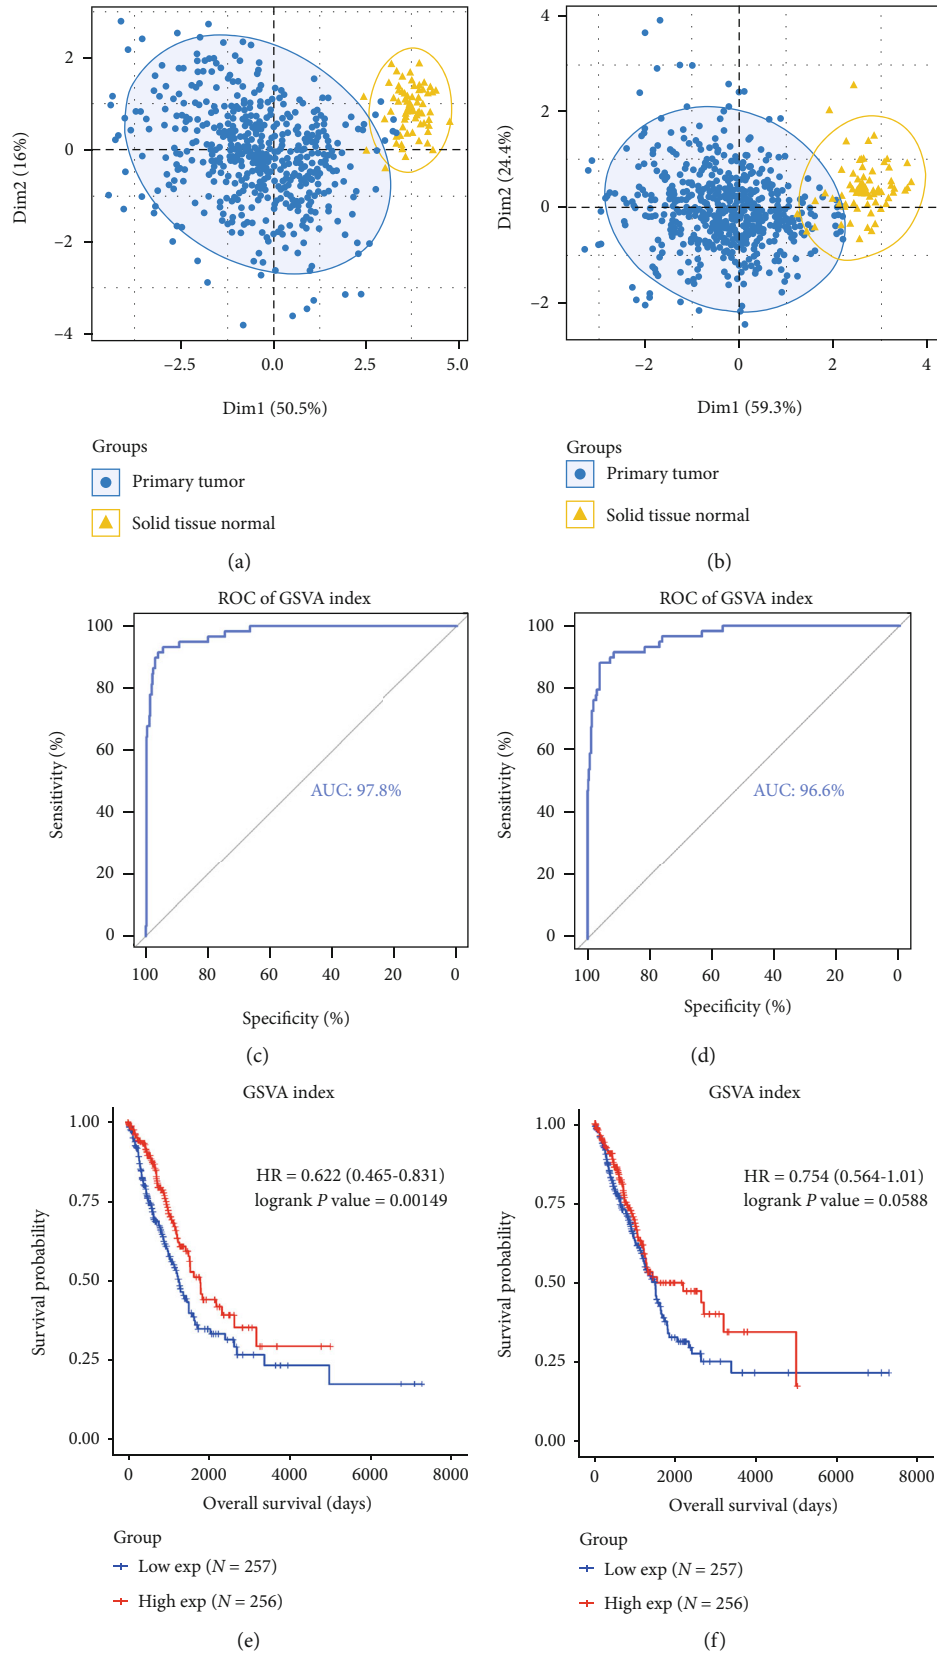 2
0
−2
−4
Dim2 (16%)
−2.5
0.0
2.5
5.0
Dim1 (50.5%)
Groups
Primary tumor
Solid tissue normal
(a)
4
2
0
−2
Dim2 (24.4%)
−2
0
2
4
Dim1 (59.3%)
Groups
Primary tumor
Solid tissue normal
(b)
ROC of GSVA index
100
80
60
40
20
0
Sensitivity (%)
AUC: 97.8%
100
80
60
40
20
0
Specificity (%)
(c)
ROC of GSVA index
100
80
60
40
20
0
Sensitivity (%)
AUC: 96.6%
100
80
60
40
20
0
Specificity (%)
(d)
GSVA index
1.00
0.75
0.50
0.25
0.00
Survival probability
HR = 0.622 (0.465-0.831)
logrank P value = 0.00149
0
2000
4000
6000
8000
Overall survival (days)
Group
Low exp (N = 257)
High exp (N = 256)
(e)
GSVA index
1.00
0.75
0.50
0.25
0.00
Survival probability
HR = 0.754 (0.564-1.01)
logrank P value = 0.0588
0
2000
4000
6000
8000
Overall survival (days)
Group
Low exp (N = 257)
High exp (N = 256)
(f)